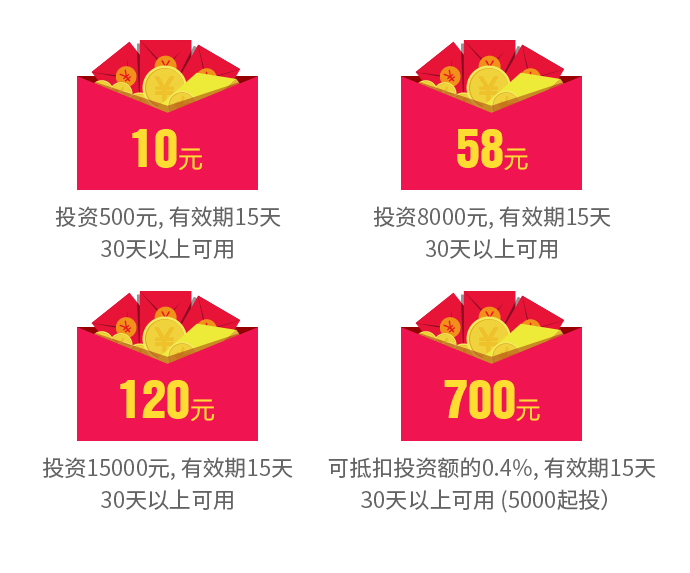 10元
投资500元, 有效期15天
30天以上可用
58元
投资8000元, 有效期15天
30天以上可用
120元
投资15000元, 有效期15天
30天以上可用
700元
可抵扣投资额的0.4%, 有效期15天
30天以上可用 (5000起投）